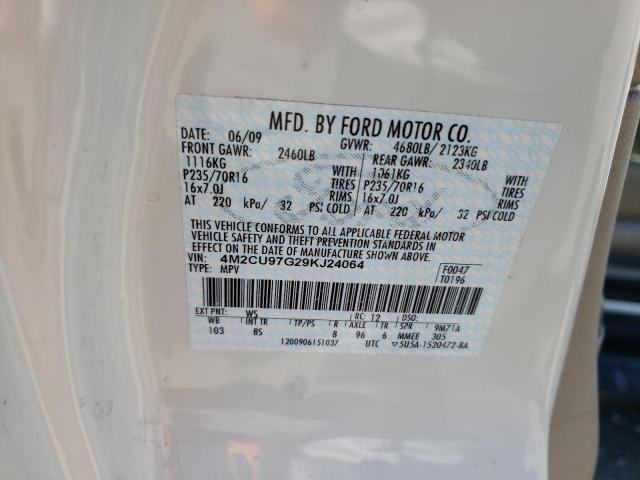 MFD. BY FORD MOTOR CO.
DATE: 06/09 GVWR: 4680LB/ 2123KG
FRONT GAWR: 2460LB REAR GAWR: 2340LB
1116KG 1061KG
P235/70R16 TIRES P235/70R16 TIRES
16x7.0J RIMS 16x7.0J RIMS
AT 220 kPa/ 32 PSI COLD AT 220 kPa/ 32 PSI COLD
THIS VEHICLE CONFORMS TO ALL APPLICABLE FEDERAL MOTOR
VEHICLE SAFETY AND THEFT PREVENTION STANDARDS IN
EFFECT ON THE DATE OF MANUFACTURE SHOWN ABOVE.
VIN: 4M2CU97G29KJ24064
TYPE: MPV F0047
T0196
EXT PNT: WS RC: 12 DSO:
WB INT TR TP/PS R AXLE TR SPR 9M71A
103 8S 8 96 6 MMEE 305
1200906151037 UTC 5U5A-1520472-BA